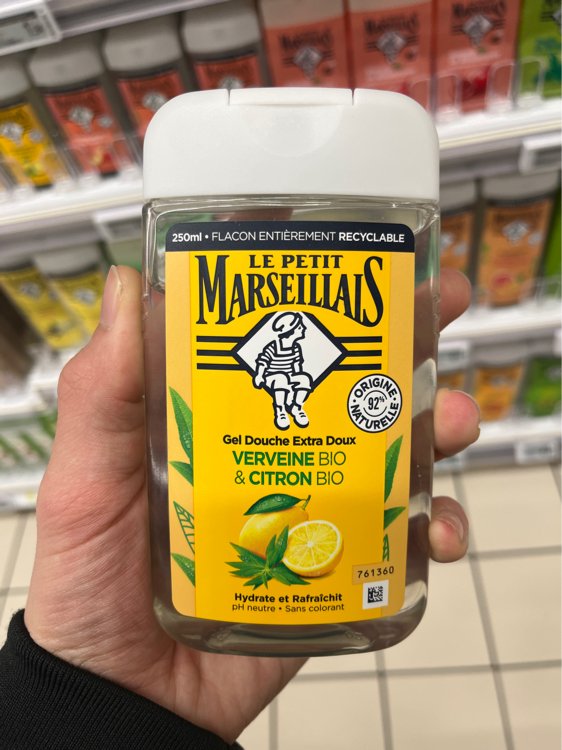 250ml • FLACON ENTIÈREMENT RECYCLABLE
LE PETIT
MARSEILLAIS
ORIGINE
92%
NATURELLE
Gel Douche Extra Doux
VERVEINE BIO
& CITRON BIO
761360
Hydrate et Rafraîchit
pH neutre • Sans colorant